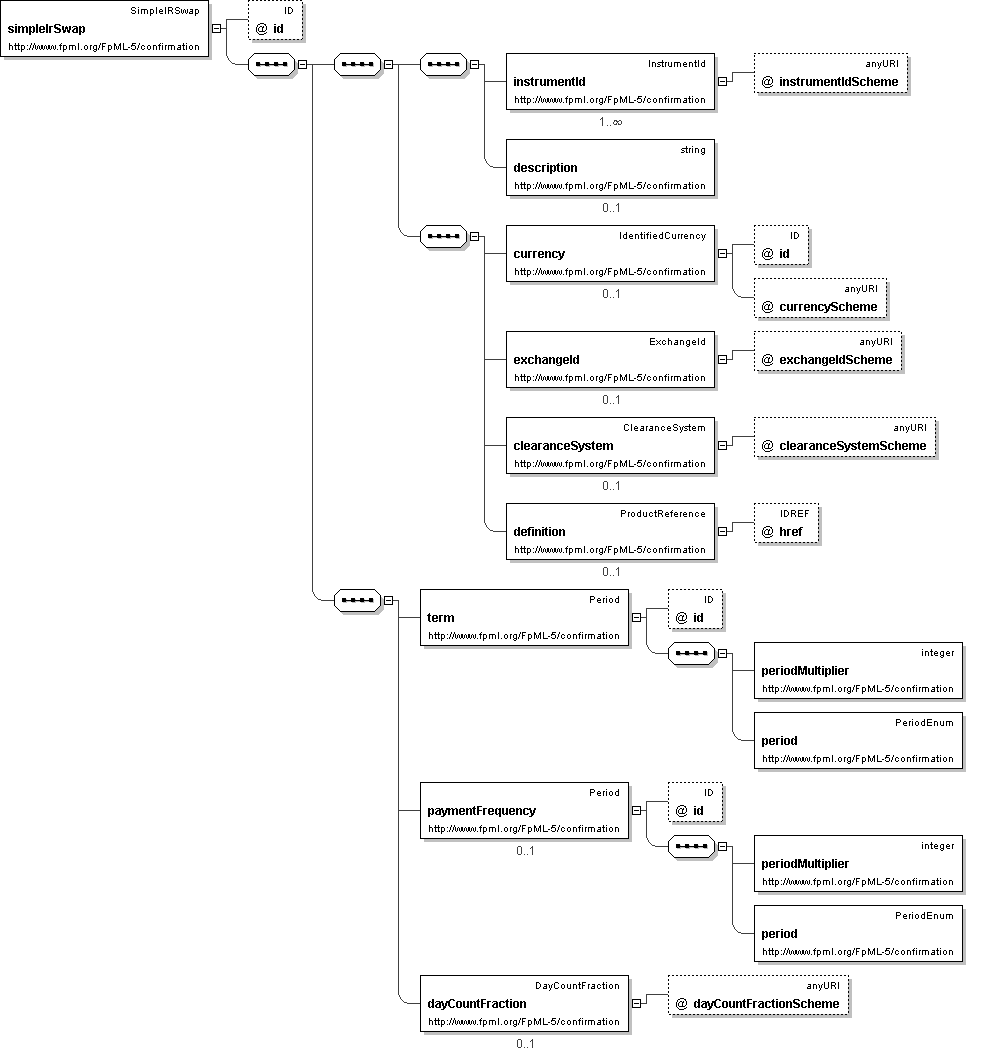 SimpleIRSwap
simpleIrSwap
http://www.fpml.org/FpML-5/confirmation
ID
@ id
InstrumentId
instrumentId
http://www.fpml.org/FpML-5/confirmation
1..∞
anyURI
@ instrumentIdScheme
string
description
http://www.fpml.org/FpML-5/confirmation
0..1
IdentifiedCurrency
currency
http://www.fpml.org/FpML-5/confirmation
0..1
ID
@ id
anyURI
@ currencyScheme
ExchangeId
exchangeId
http://www.fpml.org/FpML-5/confirmation
0..1
anyURI
@ exchangeIdScheme
ClearanceSystem
clearanceSystem
http://www.fpml.org/FpML-5/confirmation
0..1
anyURI
@ clearanceSystemScheme
ProductReference
definition
http://www.fpml.org/FpML-5/confirmation
0..1
IDREF
@ href
Period
term
http://www.fpml.org/FpML-5/confirmation
ID
@ id
integer
periodMultiplier
http://www.fpml.org/FpML-5/confirmation
PeriodEnum
period
http://www.fpml.org/FpML-5/confirmation
Period
paymentFrequency
http://www.fpml.org/FpML-5/confirmation
0..1
ID
@ id
integer
periodMultiplier
http://www.fpml.org/FpML-5/confirmation
PeriodEnum
period
http://www.fpml.org/FpML-5/confirmation
DayCountFraction
dayCountFraction
http://www.fpml.org/FpML-5/confirmation
0..1
anyURI
@ dayCountFractionScheme